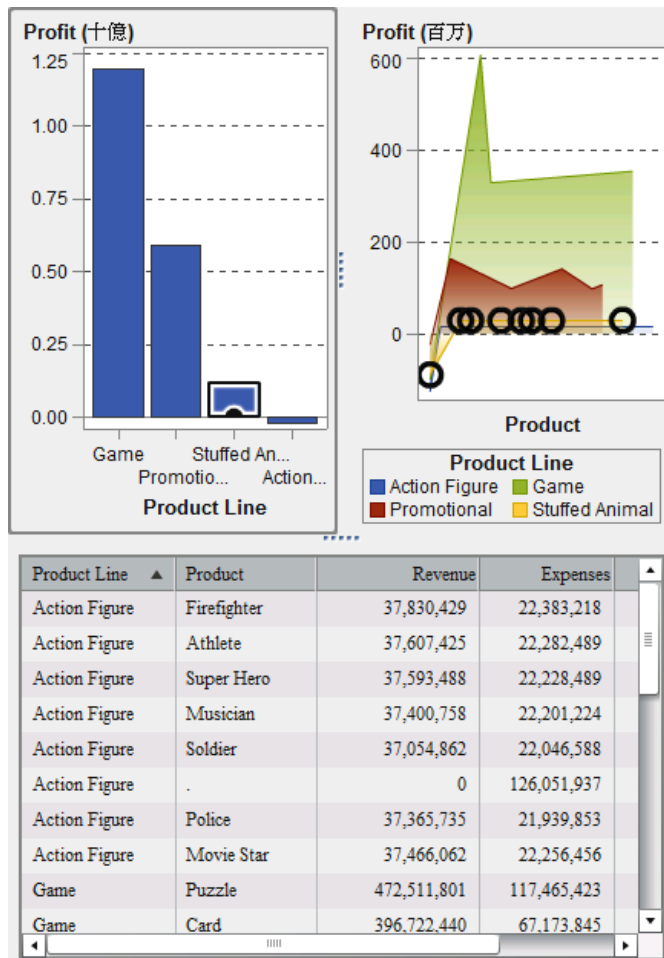 Profit (十億)
1.25
1.00
0.75
0.50
0.25
0.00
Game
Stuffed An...
Promotio...
Action...
Product Line
Profit (百万)
600
400
200
0
Product
Product Line
Action Figure
Game
Promotional
Stuffed Animal
Product Line ▲ Product Revenue Expenses
Action Figure Firefighter 37,830,429 22,383,218
Action Figure Athlete 37,607,425 22,282,489
Action Figure Super Hero 37,593,488 22,228,489
Action Figure Musician 37,400,758 22,201,224
Action Figure Soldier 37,054,862 22,046,588
Action Figure . 0 126,051,937
Action Figure Police 37,365,735 21,939,853
Action Figure Movie Star 37,466,062 22,256,456
Game Puzzle 472,511,801 117,465,423
Game Card 396,722,440 67,173,845